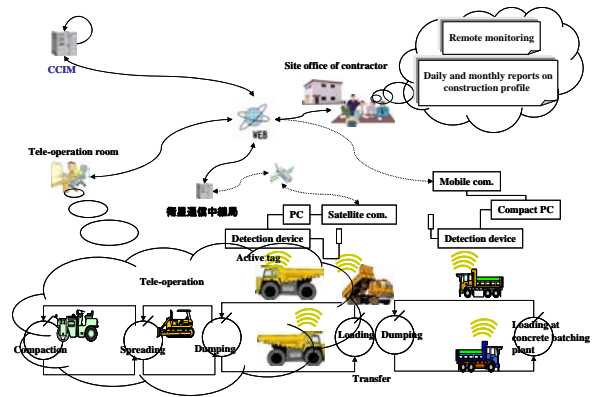 Remote monitoring
CCIM
Site office of contractor
Daily and monthly reports on
construction profile
WEB
Tele-operation room
Mobile com.
衛星通信中継局
PC
Satellite com.
Compact PC
Detection device
Detection device
Active tag
Tele-operation
Compaction
Spreading
Dumping
Loading
Dumping
Loading at
concrete batching
plant
Transfer